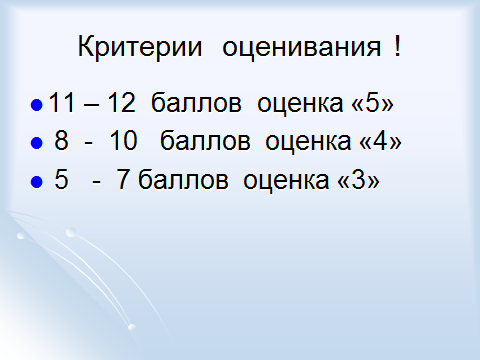 Критерии оценивания !
11 – 12 баллов оценка «5»
8 - 10 баллов оценка «4»
5 - 7 баллов оценка «3»